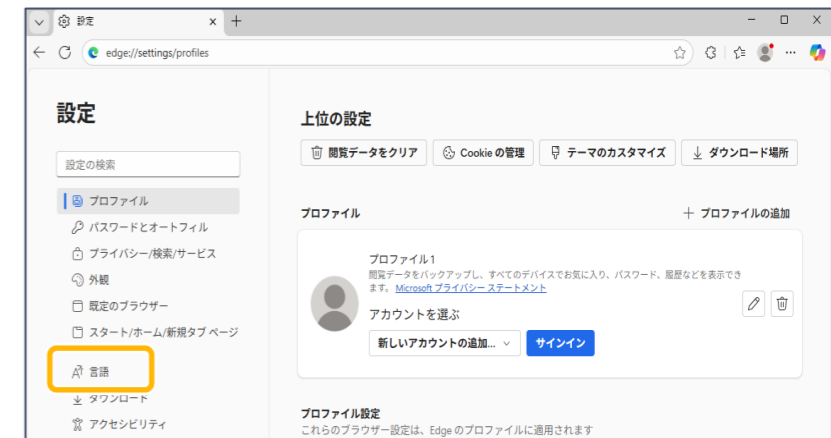 設定
edge://settings/profiles
設定
設定の検索
プロファイル
パスワードとオートフィル
プライバシー/検索/サービス
外観
既定のブラウザー
スタート/ホーム/新規タブ ページ
言語
ダウンロード
アクセシビリティ
上位の設定
閲覧データをクリア Cookie の管理 テーマのカスタマイズ ダウンロード場所
プロファイル
プロファイルの追加
プロファイル 1
閲覧データをバックアップし、すべてのデバイスでお気に入り、パスワード、履歴などを表示でき
ます。 Microsoft プライバシー ステートメント
アカウントを選ぶ
新しいアカウントの追加... サインイン
プロファイル設定
これらのブラウザー設定は、Edge のプロファイルに適用されます